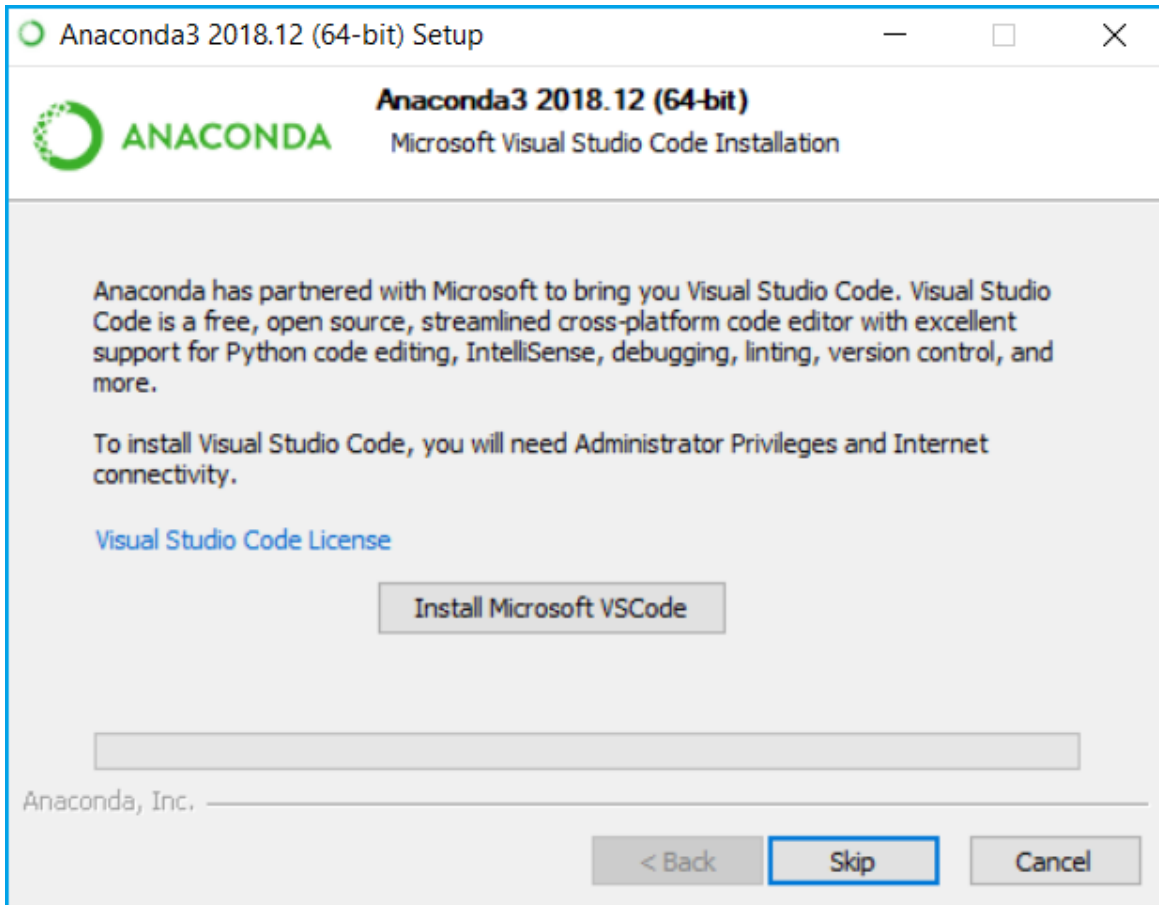 Anaconda3 2018.12 (64-bit) Setup
ANACONDA
Anaconda3 2018.12 (64-bit)
Microsoft Visual Studio Code Installation
Anaconda has partnered with Microsoft to bring you Visual Studio Code. Visual Studio
Code is a free, open source, streamlined cross-platform code editor with excellent
support for Python code editing, IntelliSense, debugging, linting, version control, and
more.
To install Visual Studio Code, you will need Administrator Privileges and Internet
connectivity.
Visual Studio Code License
Install Microsoft VSCode
Anaconda, Inc.
< Back
Skip
Cancel